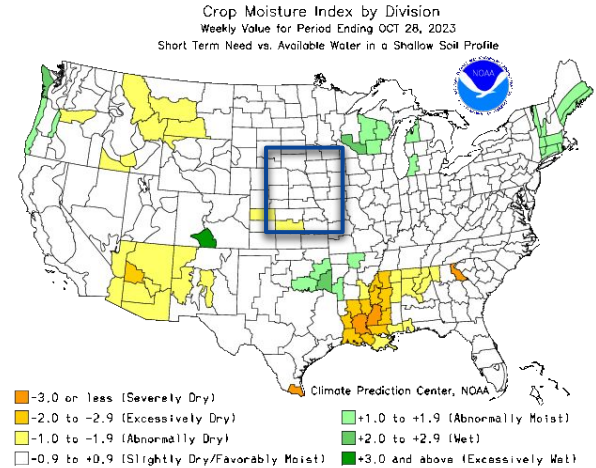 Crop Moisture Index by Division
Weekly Value for Period Ending OCT 28, 2023
Short Term Need vs. Available Water in a Shallow Soil Profile
NOAA
Climate Prediction Center, NOAA
-3.0 or less (Severely Dry)
-2.0 to -2.9 (Excessively Dry)
-1.0 to -1.9 (Abnormally Dry)
-0.9 to +0.9 (Slightly Dry/Favorably Moist)
+1.0 to +1.9 (Abnormally Moist)
+2.0 to +2.9 (Wet)
+3.0 and above (Excessively Wet)